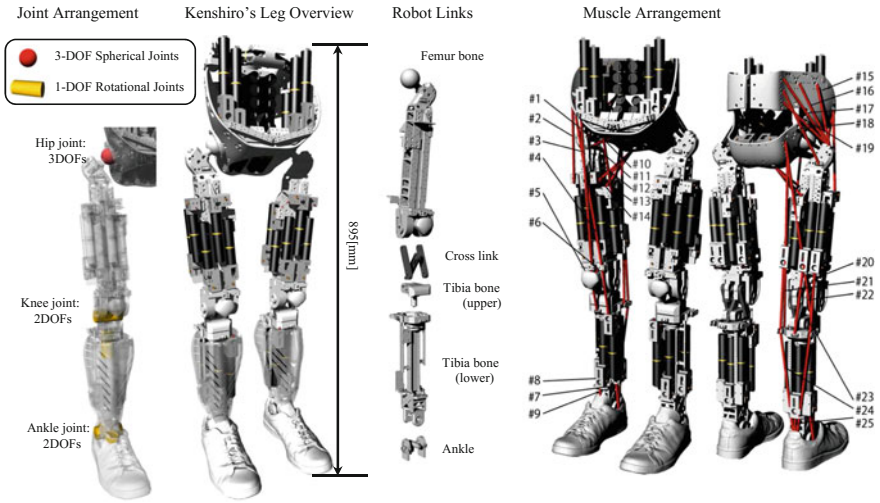 Joint Arrangement
Kenshiro's Leg Overview
Robot Links
Muscle Arrangement
3-DOF Spherical Joints
1-DOF Rotational Joints
Hip joint:
3DOFs
Knee joint:
2DOFs
Ankle joint:
2DOFs
895[mm]
Femur bone
Cross link
Tibia bone
(upper)
Tibia bone
(lower)
Ankle
#1
#2
#3
#4
#5
#6
#10
#11
#12
#13
#14
#8
#7
#9
#15
#16
#17
#18
#19
#20
#21
#22
#23
#24
#25